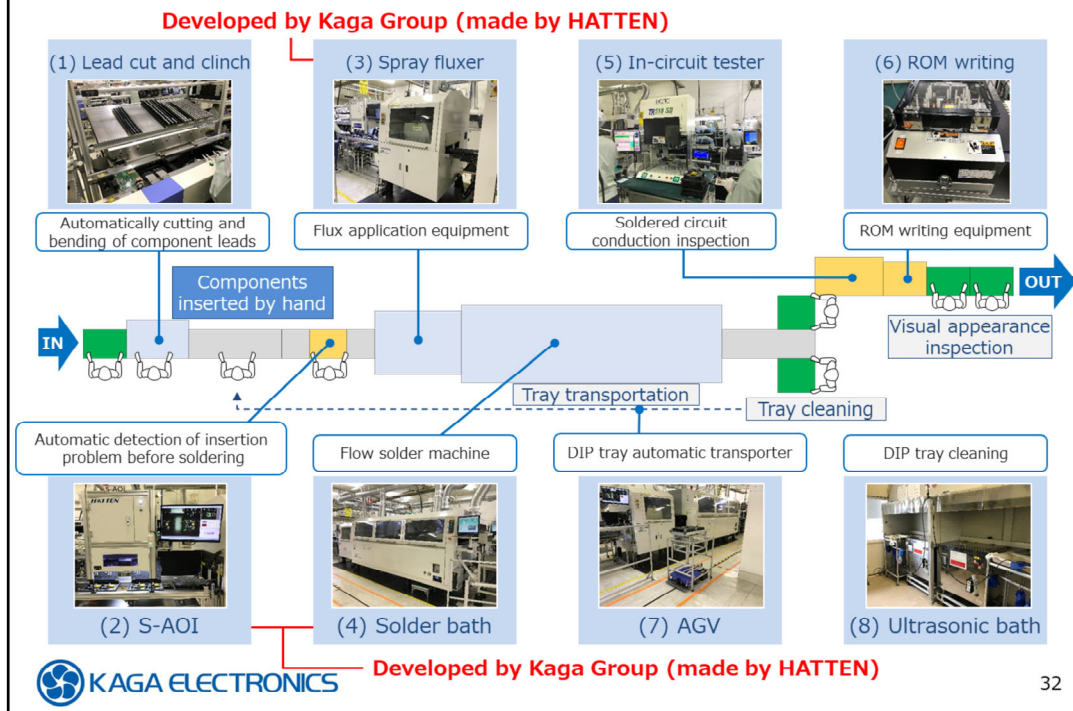 Developed by Kaga Group (made by HATTEN)
(1) Lead cut and clinch
(3) Spray fluxer
(5) In-circuit tester
(6) ROM writing
Automatically cutting and
bending of component leads
Flux application equipment
Soldered circuit
conduction inspection
ROM writing equipment
Components
inserted by hand
IN
OUT
Visual appearance
inspection
Tray transportation
Tray cleaning
Automatic detection of insertion
problem before soldering
Flow solder machine
DIP tray automatic transporter
DIP tray cleaning
HATTEN
(2) S-AOI
(4) Solder bath
(7) AGV
(8) Ultrasonic bath
Developed by Kaga Group (made by HATTEN)
KAGA ELECTRONICS
32